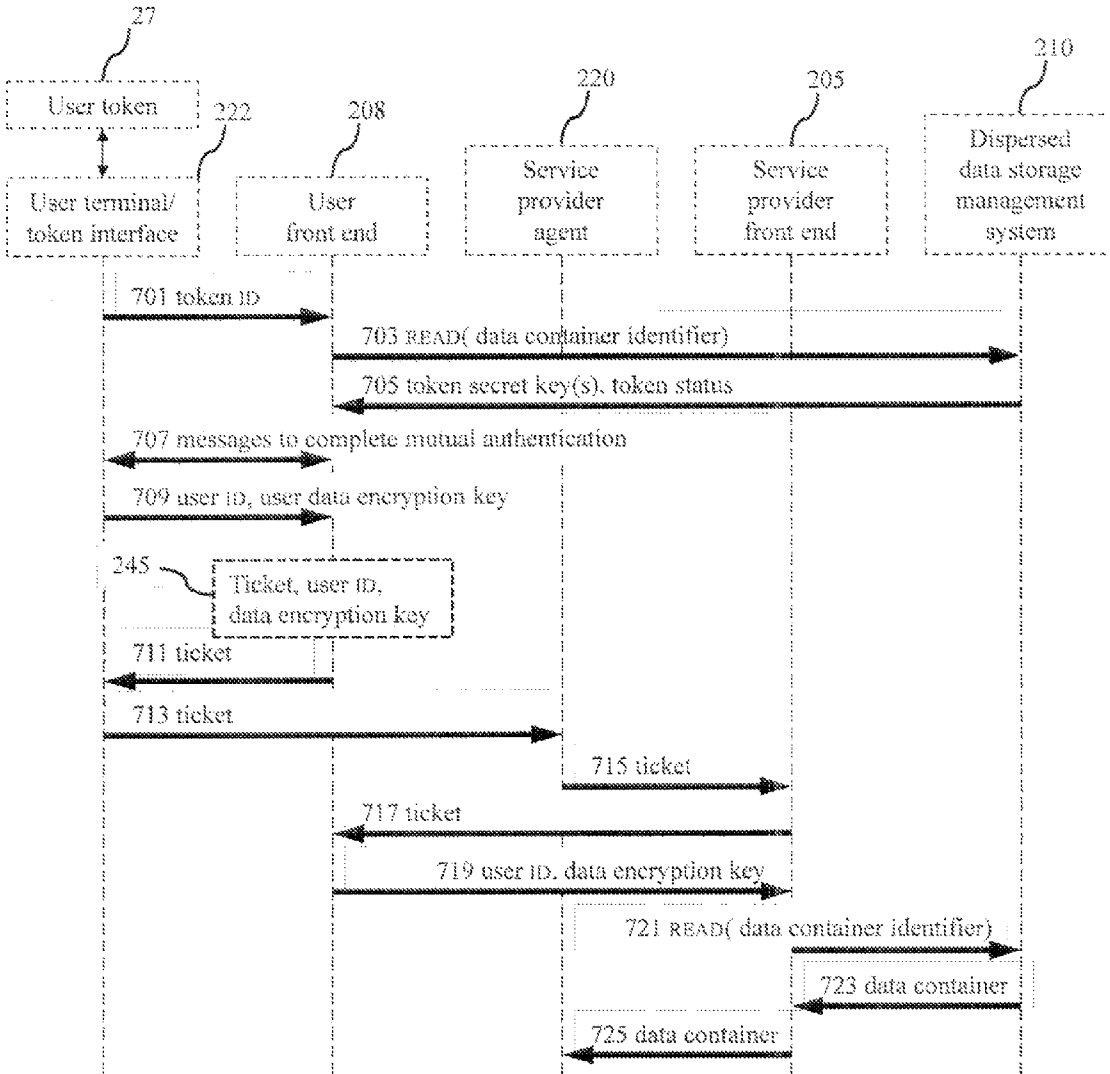 27
210
User token
222
208
220
205
Dispersed
data storage
management
system
User terminal/
token interface
User
front end
Service
provider
agent
Service
provider
front end
701 token ID
703 READ( data container identifier)
705 token secret key(s), token status
707 messages to complete mutual authentication
709 user ID, user data encryption key
245
Ticket, user ID,
data encryption key
711 ticket
713 ticket
715 ticket
717 ticket
719 user ID, data encryption key
721 READ( data container identifier)
723 data container
725 data container